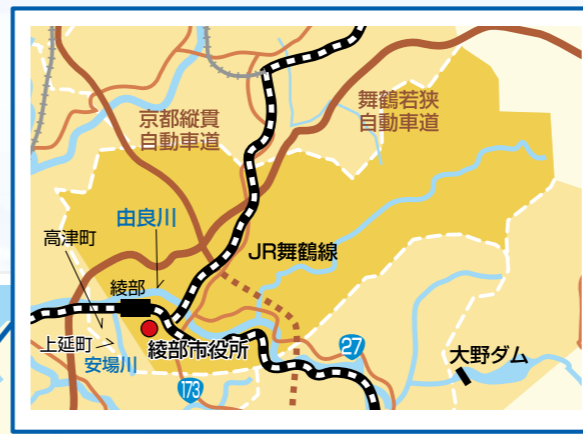 京都縦貫
自動車道
舞鶴若狭
自動車道
由良川
高津町
JR舞鶴線
綾部
上延町
安場川
綾部市役所
27
大野ダム
173